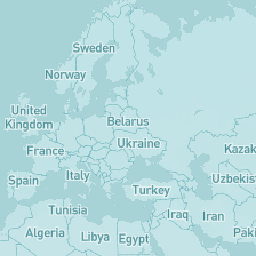 Sweden
Norway
United
Kingdom
Belarus
Ukraine
France
Kazak
Italy
Spain
Turkey
Uzbekis
Tunisia
Iraq
Iran
Algeria
Libya
Egypt
Paki